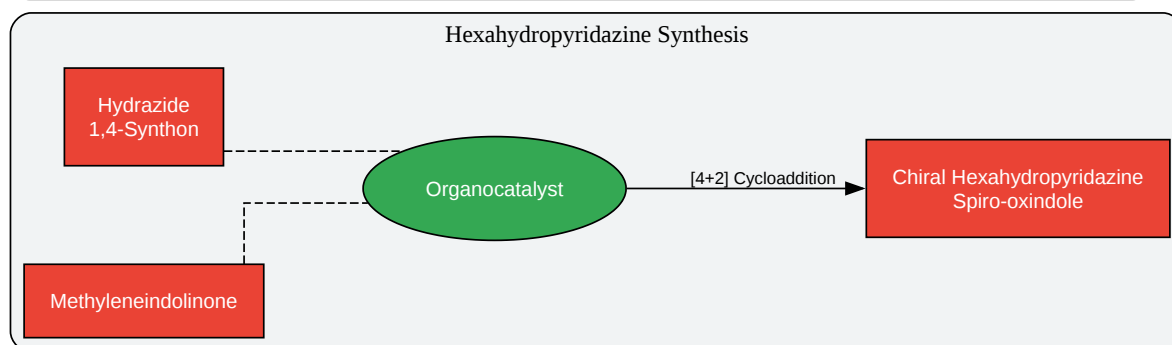 Hexahydropyridazine Synthesis
Hydrazide
1,4-Synthon
Organocatalyst
[4+2] Cycloaddition
Chiral Hexahydropyridazine
Spiro-oxindole
Methyleneindolinone